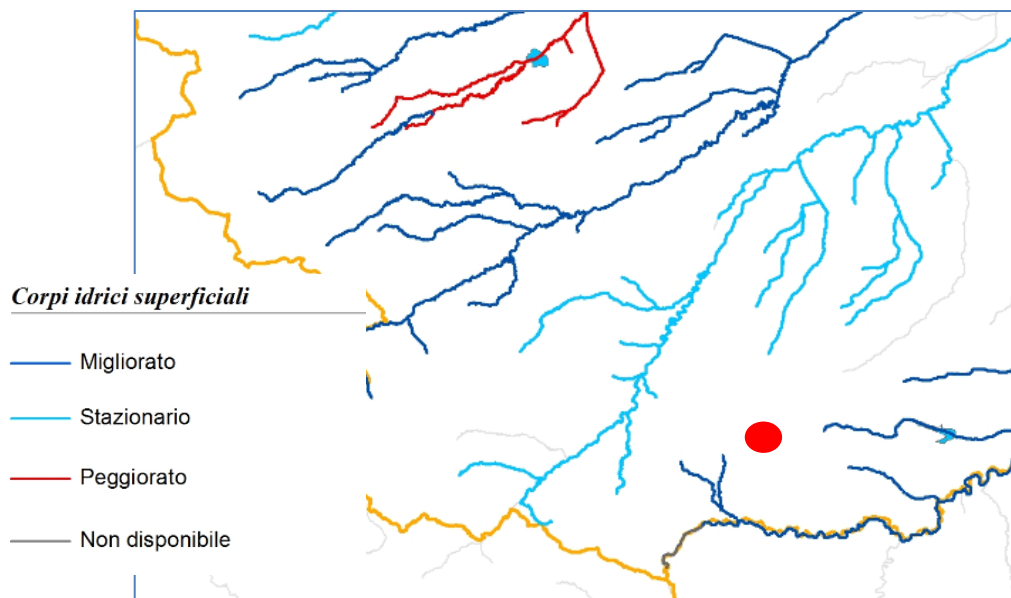 Corpi idrici superficiali
Migliorato
Stazionario
Peggiorato
Non disponibile